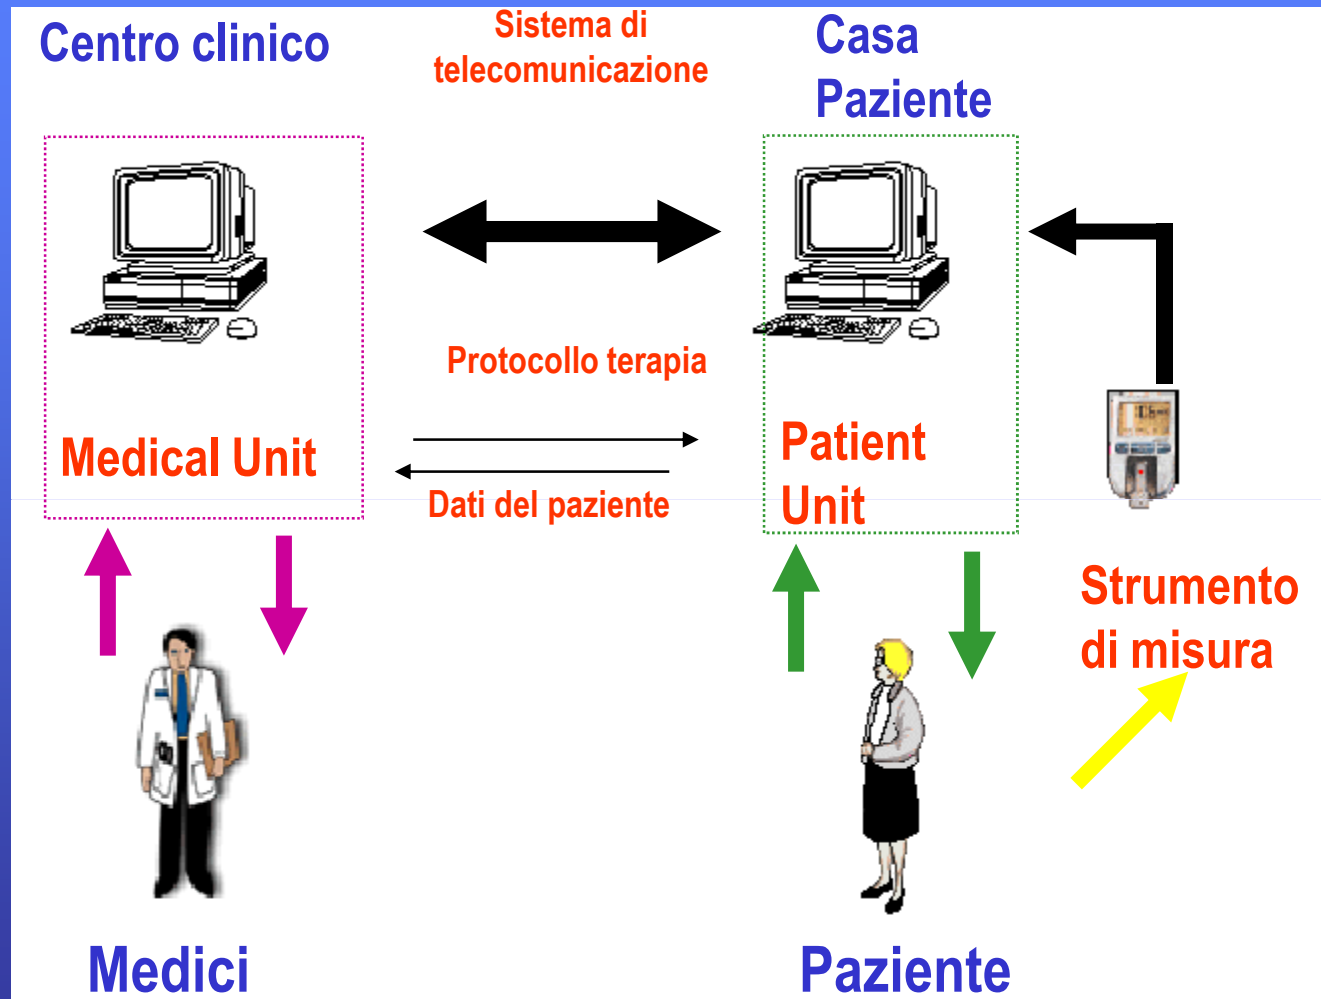 Centro clinico
Sistema di
telecomunicazione
Casa
Paziente
Protocollo terapia
Medical Unit
Patient
Unit
Dati del paziente
Strumento
di misura
Medici
Paziente